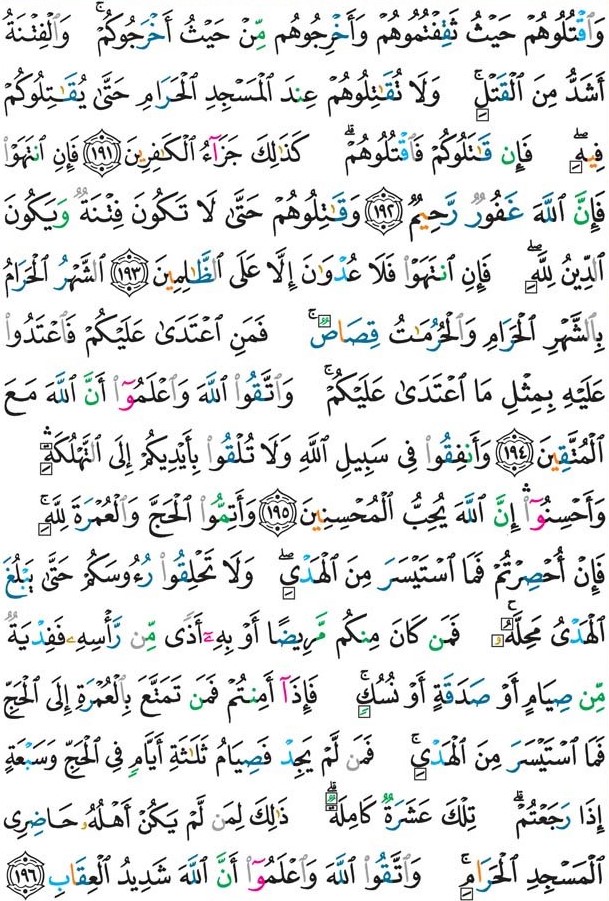 وَاقْتُلُوهُمْ حَيْثُ ثَقِفْتُمُوهُمْ وَأَخْرِجُوهُم مِّنْ حَيْثُ أَخْرَجُوكُمْ ۚ وَالْفِتْنَةُ
أَشَدُّ مِنَ الْقَتْلِ ۚ وَلَا تُقَاتِلُوهُمْ عِندَ الْمَسْجِدِ الْحَرَامِ حَتَّىٰ يُقَاتِلُوكُمْ
فِيهِ ۖ فَإِن قَاتَلُوكُمْ فَاقْتُلُوهُمْ ۗ كَذَٰلِكَ جَزَاءُ الْكَافِرِينَ ﴿١٩١﴾ فَإِنِ انتَهَوْا
فَإِنَّ اللَّهَ غَفُورٌ رَّحِيمٌ ﴿١٩٢﴾ وَقَاتِلُوهُمْ حَتَّىٰ لَا تَكُونَ فِتْنَةٌ وَيَكُونَ
الدِّينُ لِلَّهِ ۖ فَإِنِ انتَهَوْا فَلَا عُدْوَانَ إِلَّا عَلَى الظَّالِمِينَ ﴿١٩٣﴾ الشَّهْرُ الْحَرَامُ
بِالشَّهْرِ الْحَرَامِ وَالْحُرُمَاتُ قِصَاصٌ ۚ فَمَنِ اعْتَدَىٰ عَلَيْكُمْ فَاعْتَدُوا
عَلَيْهِ بِمِثْلِ مَا اعْتَدَىٰ عَلَيْكُمْ ۚ وَاتَّقُوا اللَّهَ وَاعْلَمُوا أَنَّ اللَّهَ مَعَ
الْمُتَّقِينَ ﴿١٩٤﴾ وَأَنفِقُوا فِي سَبِيلِ اللَّهِ وَلَا تُلْقُوا بِأَيْدِيكُمْ إِلَى التَّهْلُكَةِ ۛ
وَأَحْسِنُوا ۛ إِنَّ اللَّهَ يُحِبُّ الْمُحْسِنِينَ ﴿١٩٥﴾ وَأَتِمُّوا الْحَجَّ وَالْعُمْرَةَ لِلَّهِ ۚ
فَإِنْ أُحْصِرْتُمْ فَمَا اسْتَيْسَرَ مِنَ الْهَدْيِ ۖ وَلَا تَحْلِقُوا رُءُوسَكُمْ حَتَّىٰ يَبْلُغَ
الْهَدْيُ مَحِلَّهُ ۚ فَمَن كَانَ مِنكُم مَّرِيضًا أَوْ بِهِ أَذًى مِّن رَّأْسِهِ فَفِدْيَةٌ
مِّن صِيَامٍ أَوْ صَدَقَةٍ أَوْ نُسُكٍ ۚ فَإِذَا أَمِنتُمْ فَمَن تَمَتَّعَ بِالْعُمْرَةِ إِلَى الْحَجِّ
فَمَا اسْتَيْسَرَ مِنَ الْهَدْيِ ۚ فَمَن لَّمْ يَجِدْ فَصِيَامُ ثَلَاثَةِ أَيَّامٍ فِي الْحَجِّ وَسَبْعَةٍ
إِذَا رَجَعْتُمْ ۗ تِلْكَ عَشَرَةٌ كَامِلَةٌ ۗ ذَٰلِكَ لِمَن لَّمْ يَكُنْ أَهْلُهُ حَاضِرِي
الْمَسْجِدِ الْحَرَامِ ۚ وَاتَّقُوا اللَّهَ وَاعْلَمُوا أَنَّ اللَّهَ شَدِيدُ الْعِقَابِ ﴿١٩٦﴾